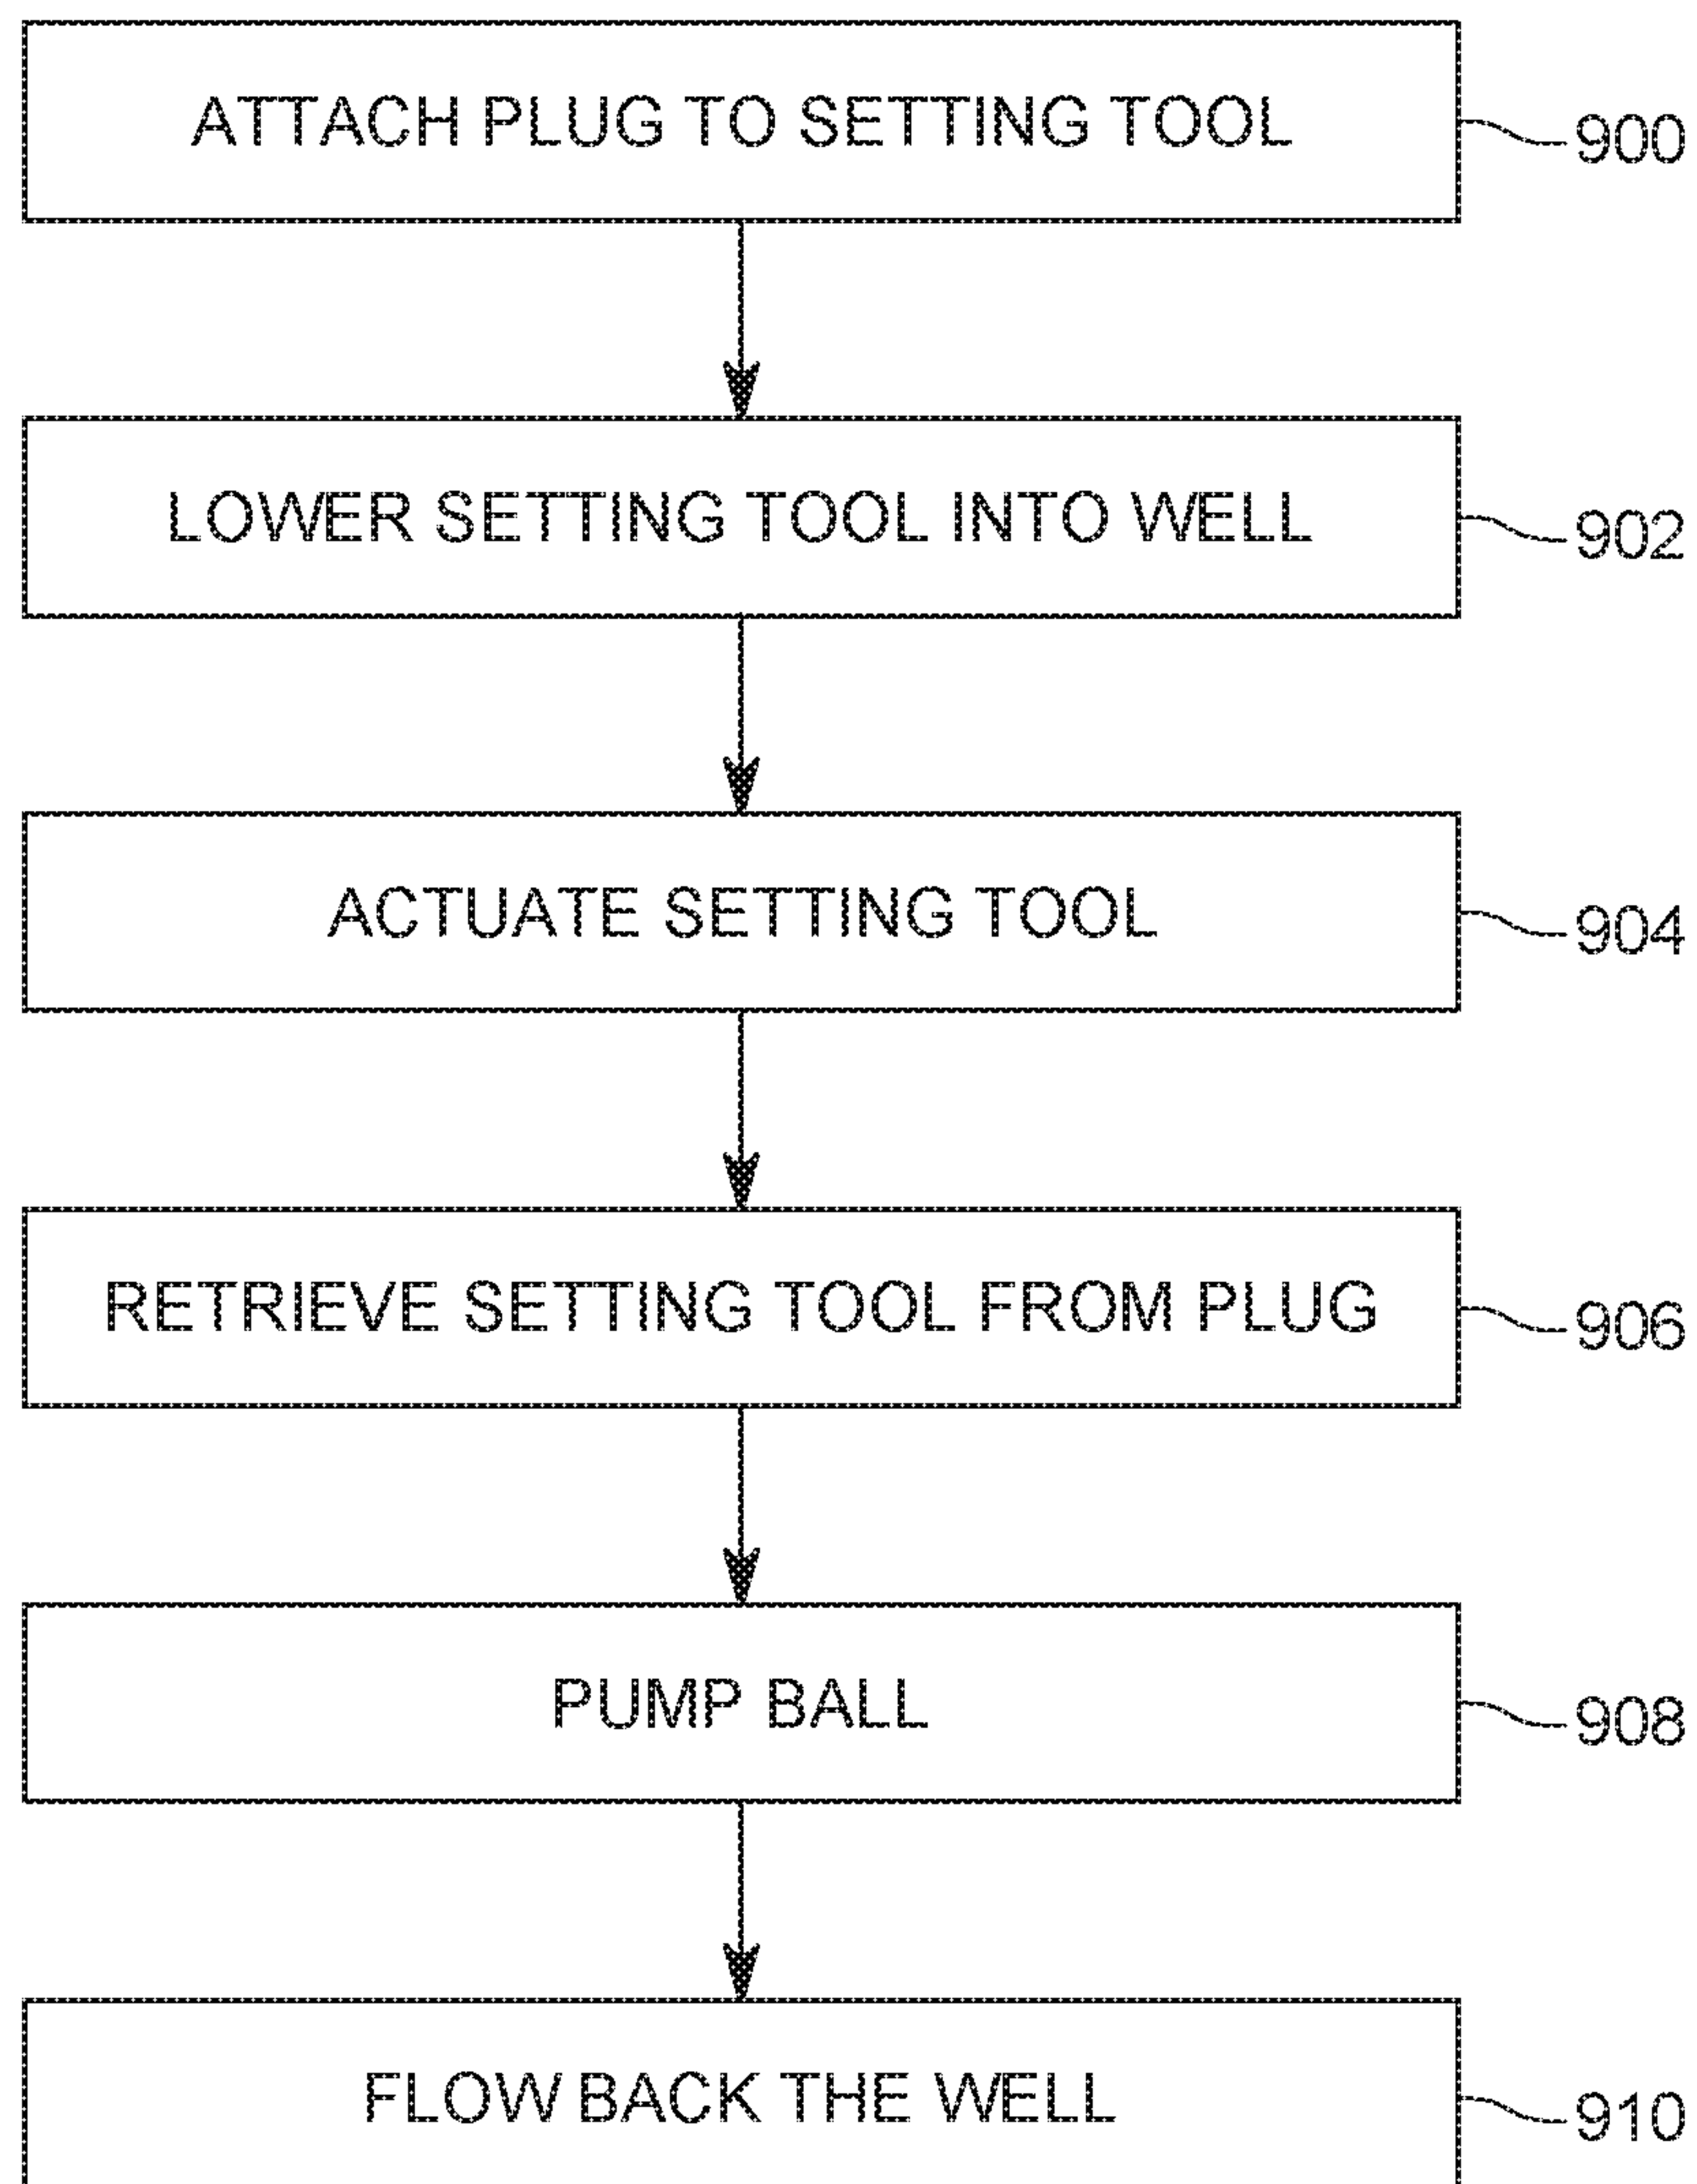 ATTACH PLUG TO SETTING TOOL
900
LOWER SETTING TOOL INTO WELL
902
ACTUATE SETTING TOOL
904
RETRIEVE SETTING TOOL FROM PLUG
906
PUMP BALL
908
FLOW BACK THE WELL
910